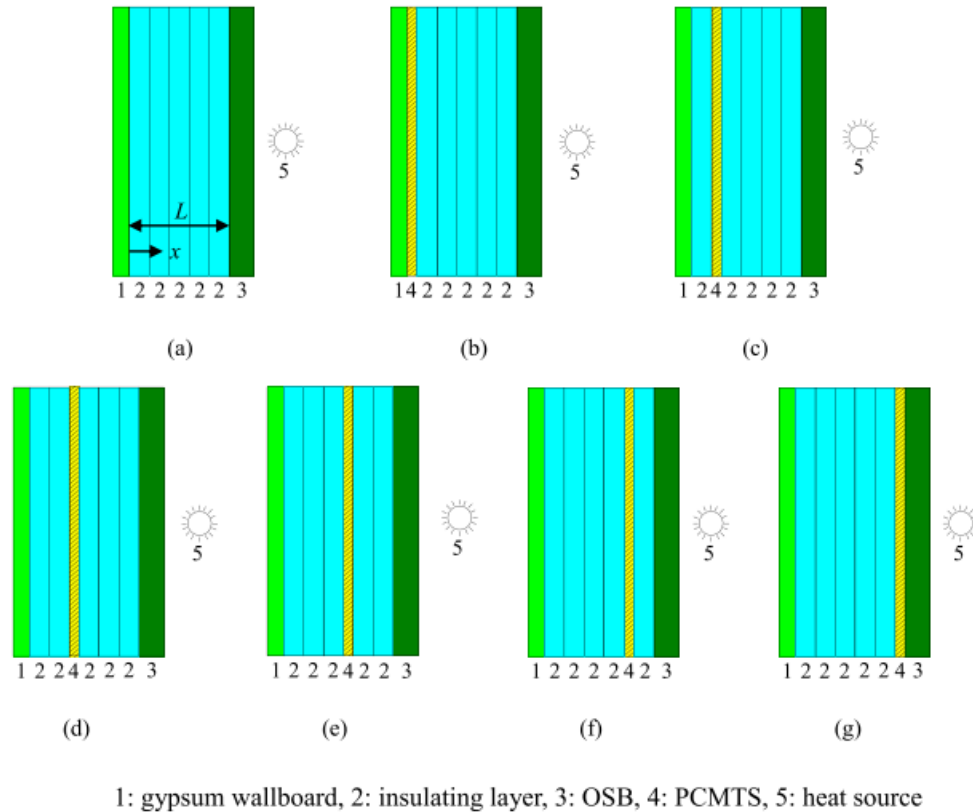 5
5
5
L
x
1 2 2 2 2 2 3
1 4 2 2 2 2 2 3
1 2 4 2 2 2 2 3
(a)
(b)
(c)
5
5
5
5
1 2 2 4 2 2 2 3
1 2 2 2 4 2 2 3
1 2 2 2 2 4 2 3
1 2 2 2 2 2 4 3
(d)
(e)
(f)
(g)
1: gypsum wallboard, 2: insulating layer, 3: OSB, 4: PCMTS, 5: heat source